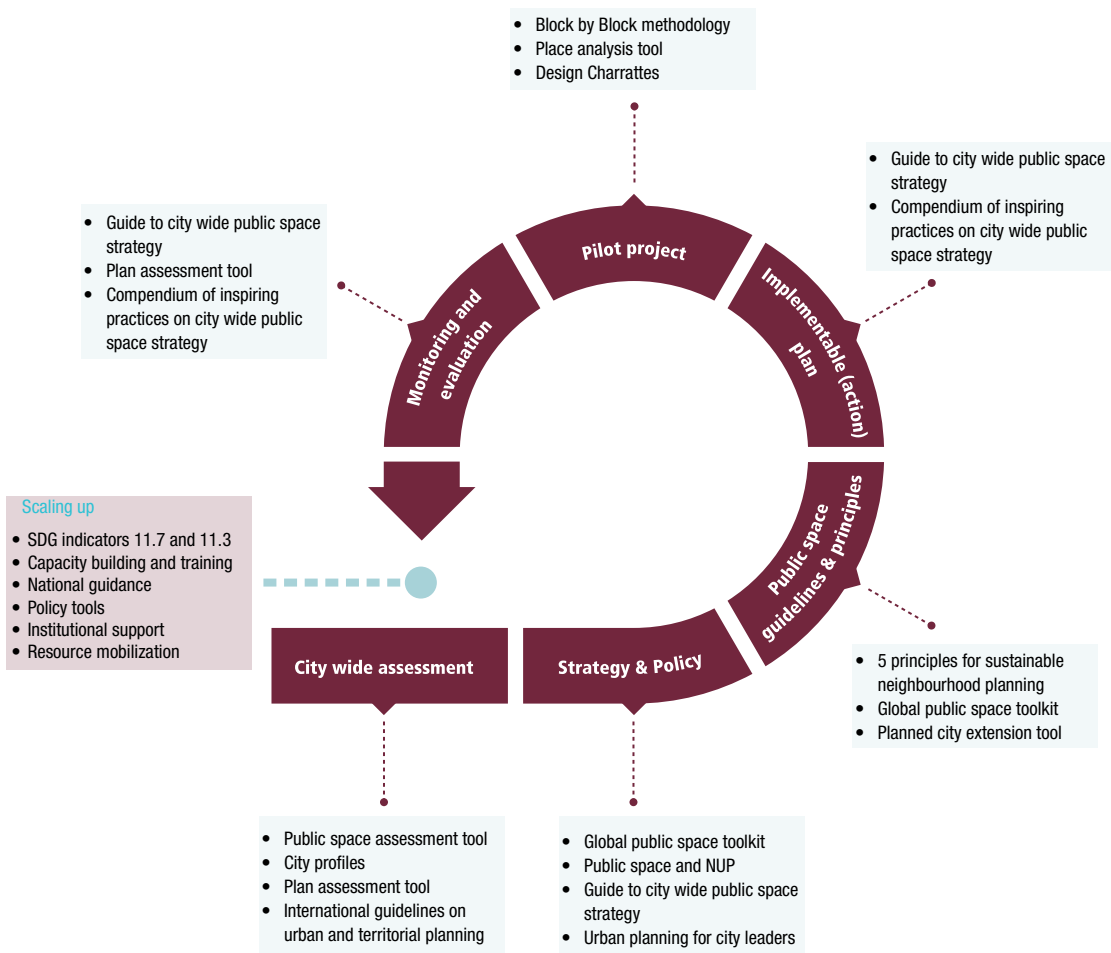 • Block by Block methodology
• Place analysis tool
• Design Charrattes
• Guide to city wide public space
strategy
• Compendium of inspiring
practices on city wide public
space strategy
• Guide to city wide public space
strategy
• Plan assessment tool
• Compendium of inspiring
practices on city wide public
space strategy
Pilot project
Implementable (action)
plan
Monitoring and
evaluation
Public space
guidelines & principles
Scaling up
• SDG indicators 11.7 and 11.3
• Capacity building and training
• National guidance
• Policy tools
• Institutional support
• Resource mobilization
City wide assessment
Strategy & Policy
• 5 principles for sustainable
neighbourhood planning
• Global public space toolkit
• Planned city extension tool
• Public space assessment tool
• City profiles
• Plan assessment tool
• International guidelines on
urban and territorial planning
• Global public space toolkit
• Public space and NUP
• Guide to city wide public space
strategy
• Urban planning for city leaders